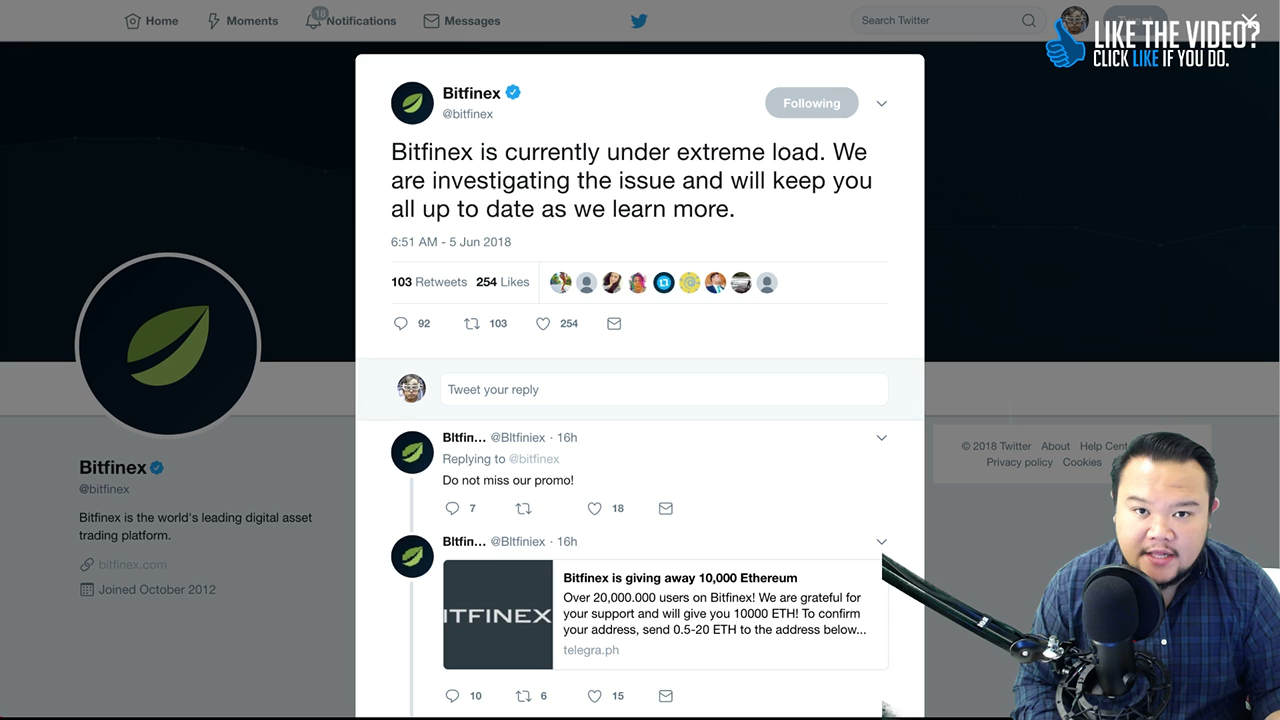 Home
Moments
18
Notifications
Messages
Search Twitter
LIKE THE VIDEO?
CLICK LIKE IF YOU DO.
Bitfinex
@bitfinex
Following
Bitfinex is currently under extreme load. We
are investigating the issue and will keep you
all up to date as we learn more.
6:51 AM - 5 Jun 2018
103 Retweets 254 Likes
92 103 254
Tweet your reply
Bltfin... @Bltfiniex · 16h
Replying to @bitfinex
Do not miss our promo!
7 18
Bltfin... @Bltfiniex · 16h
ITFINEX
Bitfinex is giving away 10,000 Ethereum
Over 20,000.000 users on Bitfinex! We are grateful for
your support and will give you 10000 ETH! To confirm
your address, send 0.5-20 ETH to the address below...
telegra.ph
10 6 15
Bitfinex
@bitfinex
Bitfinex is the world's leading digital asset
trading platform.
bitfinex.com
Joined October 2012
© 2018 Twitter About Help
Privacy policy Cookies